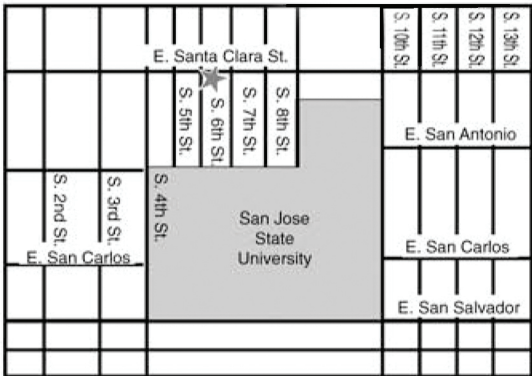 E. Santa Clara St.
S. 10th St.
S. 11th St.
S. 12th St.
S. 13th St.
S. 5th St.
S. 6th St.
S. 7th St.
S. 8th St.
E. San Antonio
S. 2nd St.
S. 3rd St.
S. 4th St.
San Jose
State
University
E. San Carlos
E. San Carlos
E. San Salvador